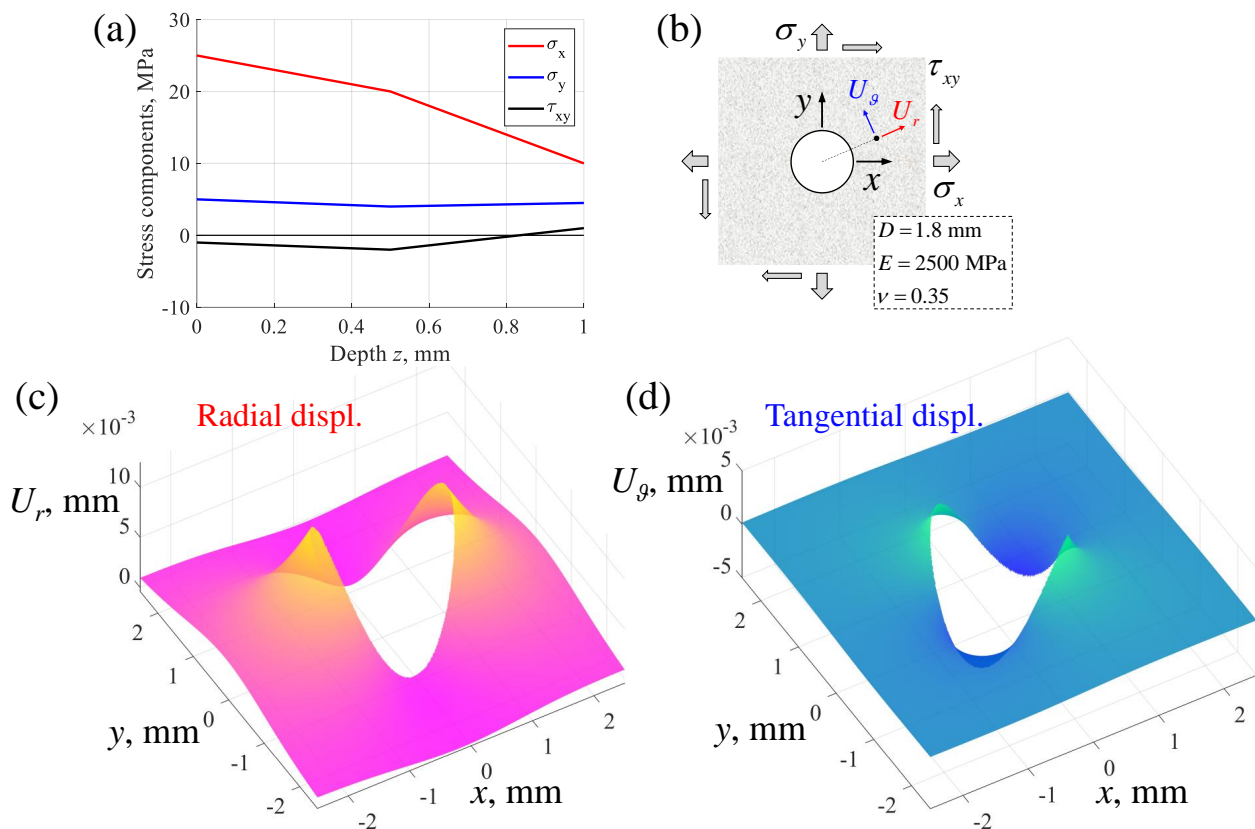 (a)
30
20
10
0
-10
Stress components, MPa
σx
σy
τxy
0
0.2
0.4
0.6
0.8
1
Depth z, mm
(b)
σy
τxy
Uϑ
Ur
y
x
σx
D = 1.8 mm
E = 2500 MPa
ν = 0.35
(c)
Radial displ.
×10⁻³
10
5
0
Ur, mm
2
1
0
-1
-2
y, mm
-2
-1
0
1
2
x, mm
(d)
Tangential displ.
×10⁻³
5
0
-5
Uϑ, mm
2
1
0
-1
-2
y, mm
-2
-1
0
1
2
x, mm